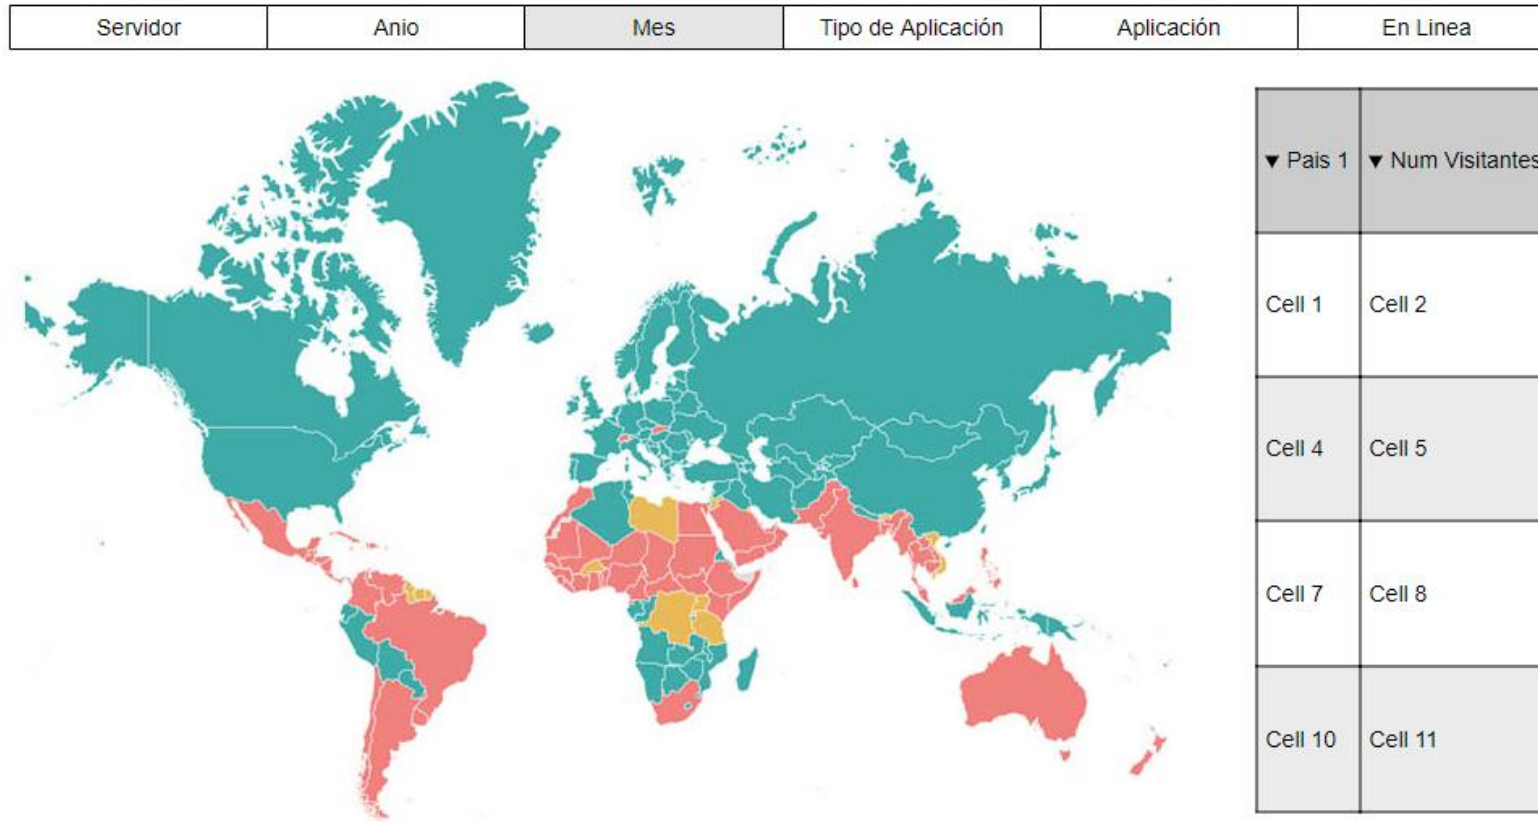 Servidor Anio Mes Tipo de Aplicación Aplicación En Linea
▼ Pais 1 ▼ Num Visitantes
Cell 1 Cell 2
Cell 4 Cell 5
Cell 7 Cell 8
Cell 10 Cell 11